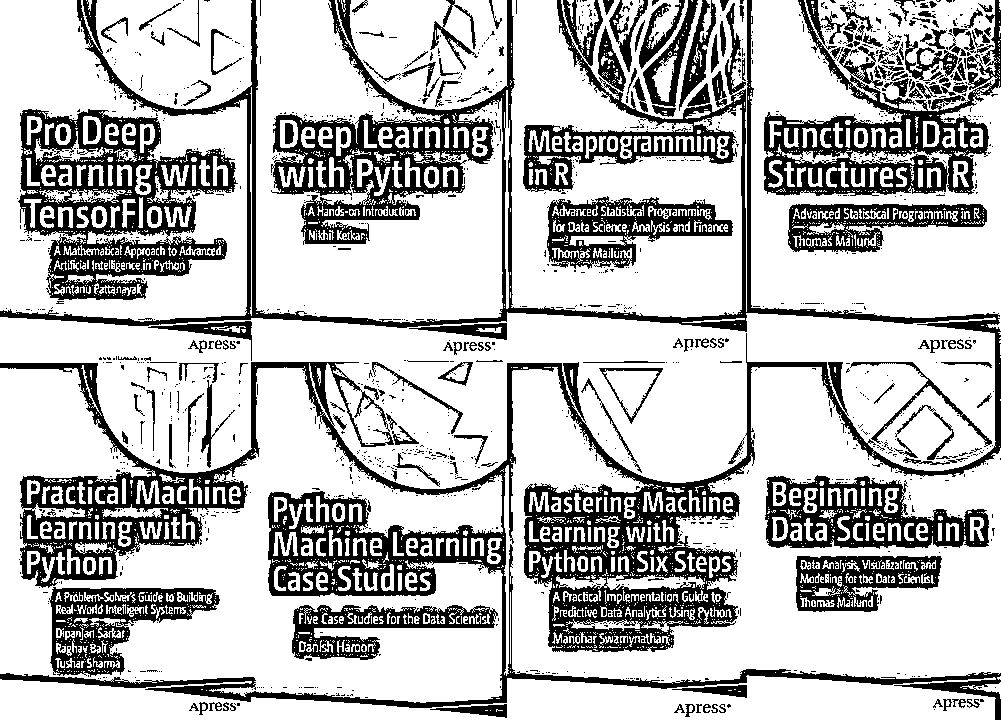 Pro Deep
Learning with
TensorFlow
A Mathematical Approach to Advanced
Artificial Intelligence in Python
Santanu Pattanayak
Apress®
Deep Learning
with Python
A Hands-on Introduction
Nikhil Ketkar
Apress®
Metaprogramming
in R
Advanced Statistical Programming
for Data Science, Analysis and Finance
Thomas Mailund
Apress®
Functional Data
Structures in R
Advanced Statistical Programming in R
Thomas Mailund
Apress®
Practical Machine
Learning with
Python
A Problem-Solver's Guide to Building
Real-World Intelligent Systems
Dipanjan Sarkar
Raghav Bali
Tushar Sharma
Apress®
Python
Machine Learning
Case Studies
Five Case Studies for the Data Scientist
Danish Haroon
Mastering Machine
Learning with
Python in Six Steps
A Practical Implementation Guide to
Predictive Data Analytics Using Python
Manohar Swamynathan
Apress®
Beginning
Data Science in R
Data Analysis, Visualization, and
Modelling for the Data Scientist
Thomas Mailund
Apress®